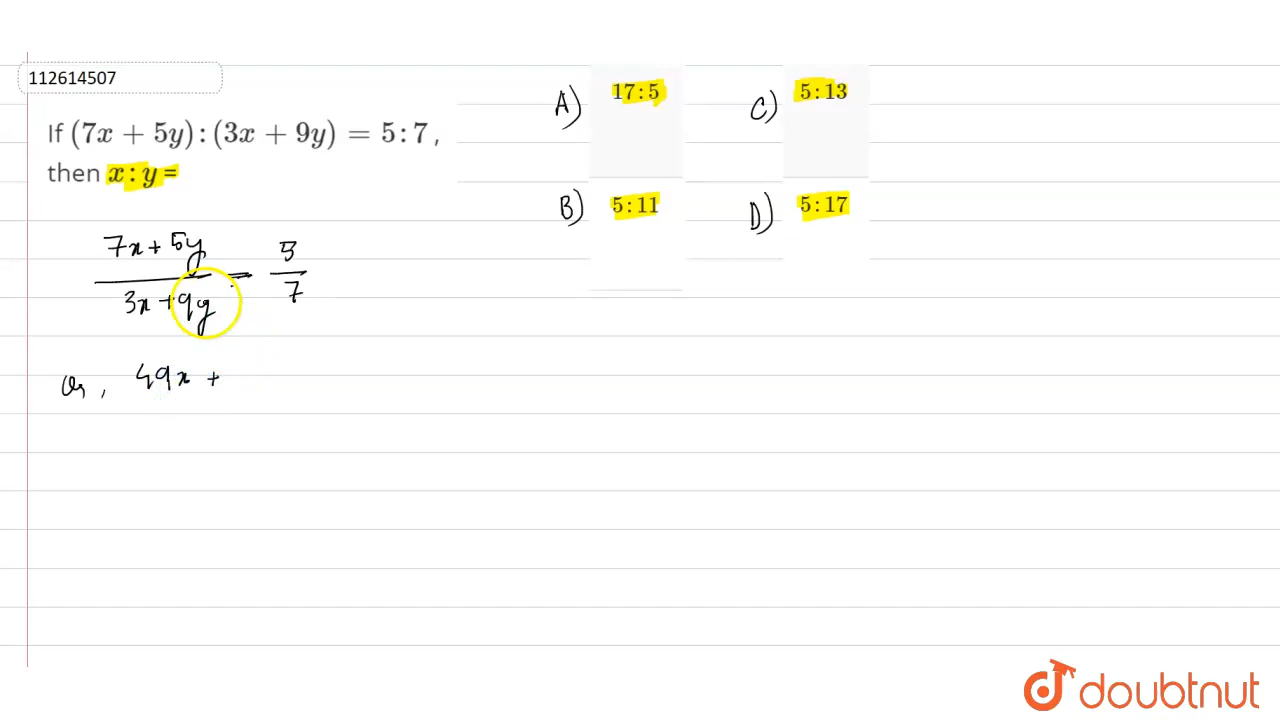 112614507
If (7x + 5y) : (3x + 9y) = 5 : 7 ,
then x : y =
A) 17 : 5
B) 5 : 11
C) 5 : 13
D) 5 : 17
7x + 5y = 5
3x + 9y 7
Or, 49x +
doubtnut